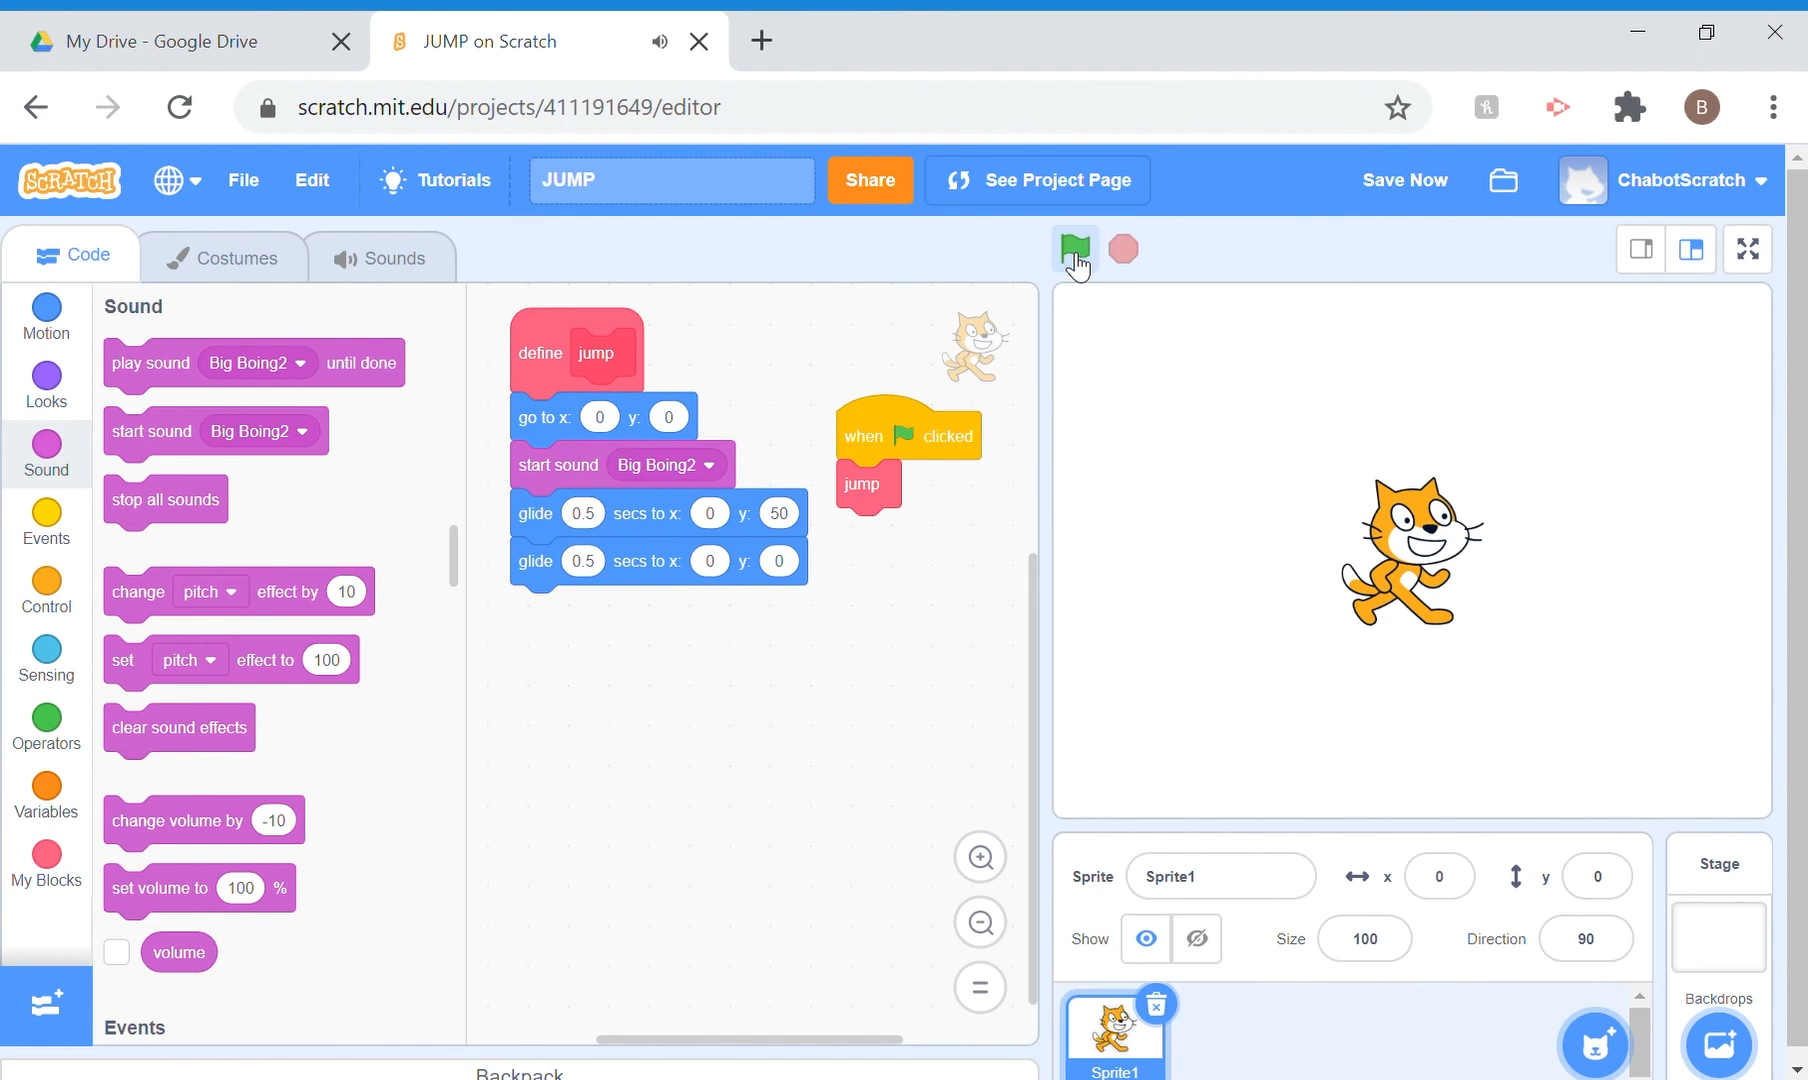 My Drive - Google Drive
JUMP on Scratch
scratch.mit.edu/projects/411191649/editor
B
SCRATCH
File
Edit
Tutorials
JUMP
Share
See Project Page
Save Now
ChabotScratch
Code
Costumes
Sounds
Motion
Looks
Sound
Events
Control
Sensing
Operators
Variables
My Blocks
Sound
play sound Big Boing2 until done
start sound Big Boing2
stop all sounds
change pitch effect by 10
set pitch effect to 100
clear sound effects
change volume by -10
set volume to 100 %
volume
Events
define jump
go to x: 0 y: 0
start sound Big Boing2
glide 0.5 secs to x: 0 y: 50
glide 0.5 secs to x: 0 y: 0
when clicked
jump
Backpack
Sprite Sprite1 x 0 y 0
Show Size 100 Direction 90
Sprite1
Stage
Backdrops